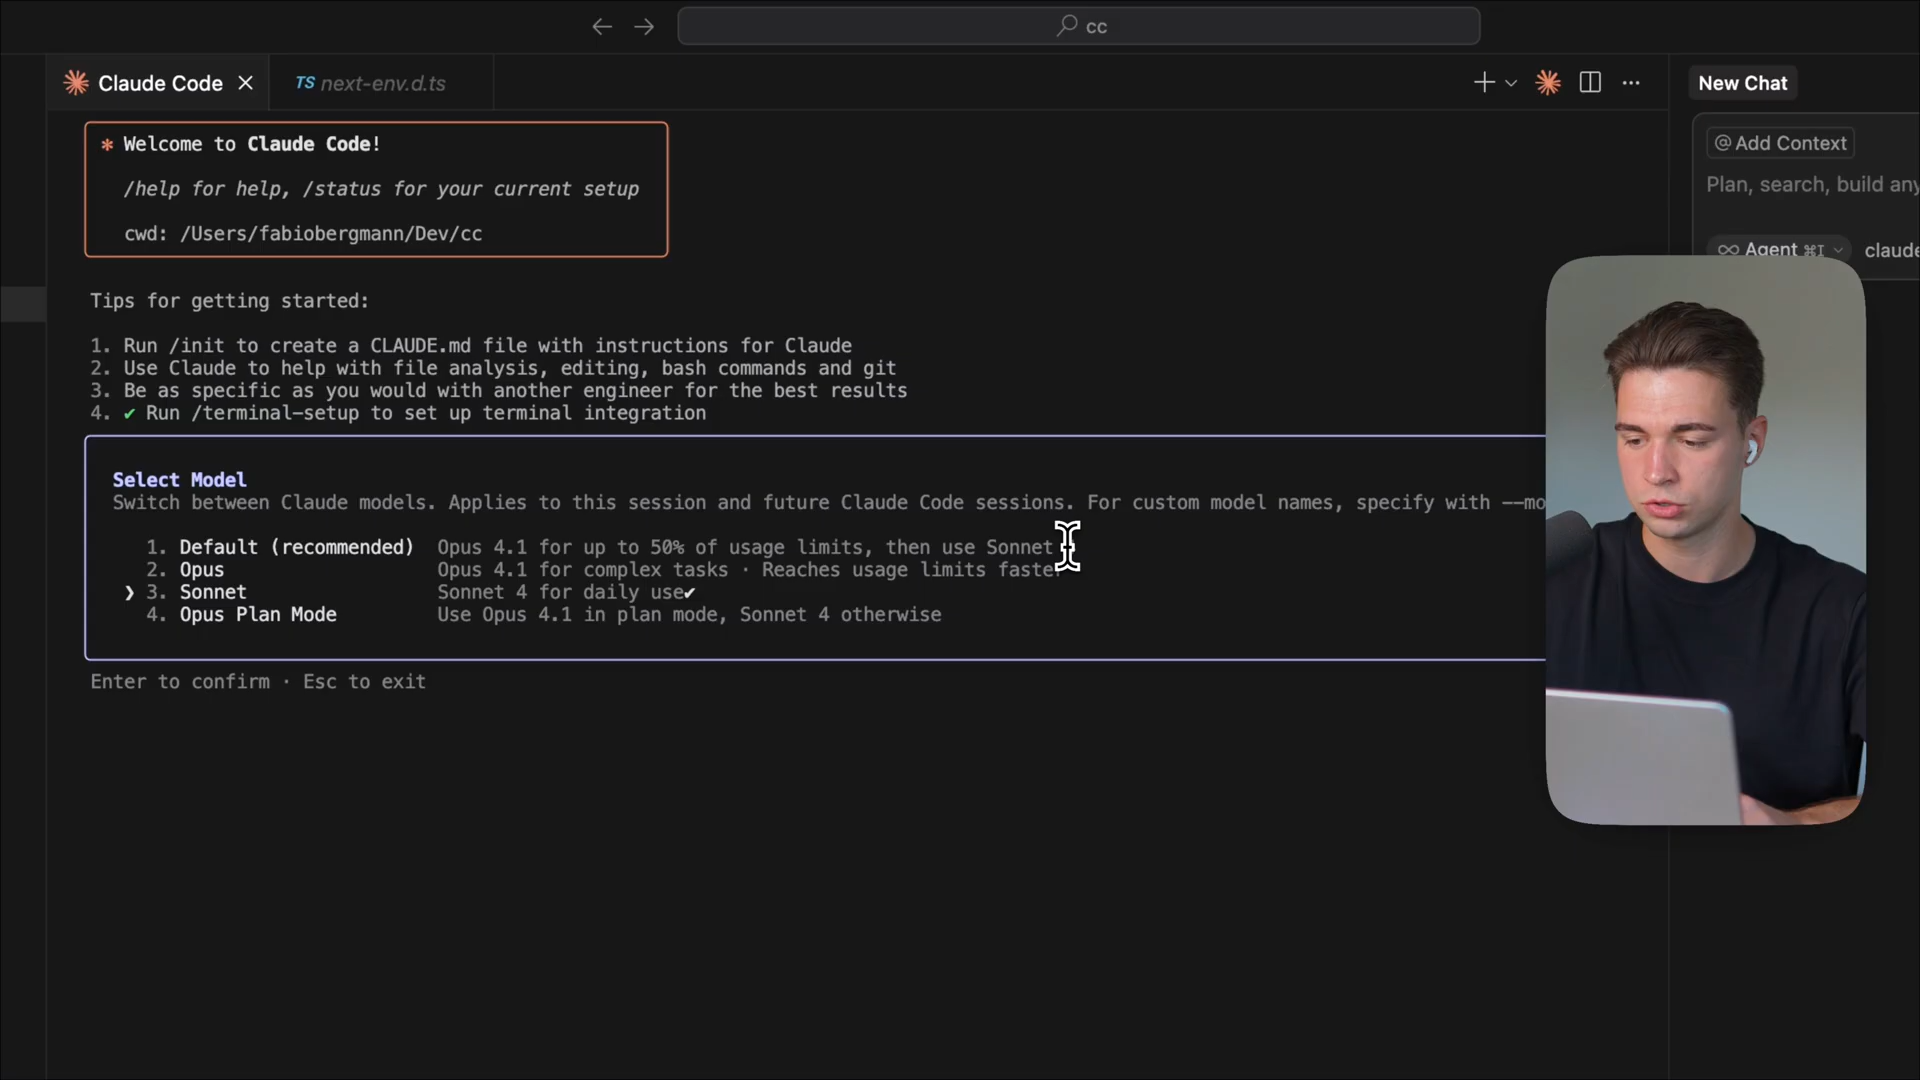 cc
Claude Code
TS next-env.d.ts
New Chat
* Welcome to Claude Code!
/help for help, /status for your current setup
cwd: /Users/fabiobergmann/Dev/cc
@ Add Context
Plan, search, build any
∞ Agent ⌘I
claude
Tips for getting started:
1. Run /init to create a CLAUDE.md file with instructions for Claude
2. Use Claude to help with file analysis, editing, bash commands and git
3. Be as specific as you would with another engineer for the best results
4. ✔ Run /terminal-setup to set up terminal integration
Select Model
Switch between Claude models. Applies to this session and future Claude Code sessions. For custom model names, specify with --mo
1. Default (recommended) Opus 4.1 for up to 50% of usage limits, then use Sonnet
2. Opus Opus 4.1 for complex tasks · Reaches usage limits faster
❯ 3. Sonnet Sonnet 4 for daily use✔
4. Opus Plan Mode Use Opus 4.1 in plan mode, Sonnet 4 otherwise
Enter to confirm · Esc to exit